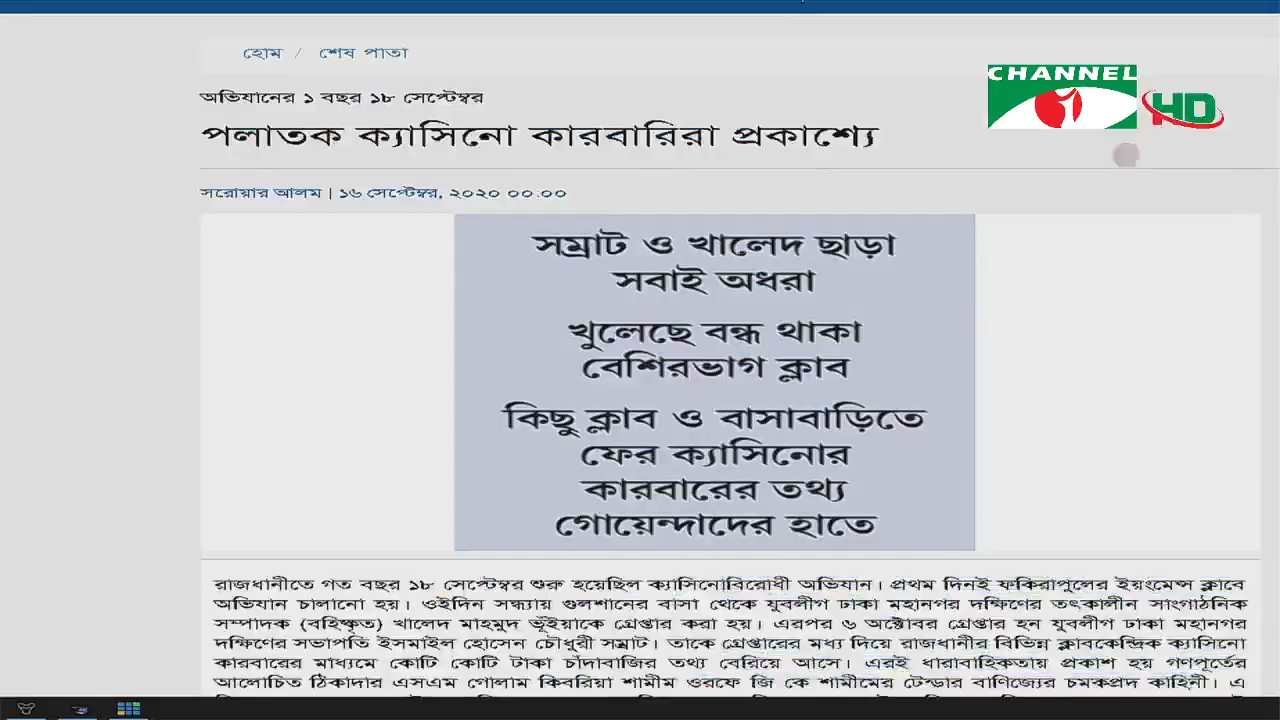 হোম / শেষ পাতা
CHANNEL
HD
অভিযানের ১ বছর ১৮ সেপ্টেম্বর
পলাতক ক্যাসিনো কারবারিরা প্রকাশ্যে
সরোয়ার আলম | ১৬ সেপ্টেম্বর, ২০২০ ০০:০০
সম্রাট ও খালেদ ছাড়া
সবাই অধরা
খুলেছে বন্ধ থাকা
বেশিরভাগ ক্লাব
কিছু ক্লাব ও বাসাবাড়িতে
ফের ক্যাসিনোর
কারবারের তথ্য
গোয়েন্দাদের হাতে
রাজধানীতে গত বছর ১৮ সেপ্টেম্বর শুরু হয়েছিল ক্যাসিনোবিরোধী অভিযান। প্রথম দিনই ফকিরাপুলের ইয়ংমেন্স ক্লাবে
অভিযান চালানো হয়। ওইদিন সন্ধ্যায় গুলশানের বাসা থেকে যুবলীগ ঢাকা মহানগর দক্ষিণের তৎকালীন সাংগাঠনিক
সম্পাদক (বহিষ্কৃত) খালেদ মাহমুদ ভূঁইয়াকে গ্রেপ্তার করা হয়। এরপর ৬ অক্টোবর গ্রেপ্তার হন যুবলীগ ঢাকা মহানগর
দক্ষিণের সভাপতি ইসমাইল হোসেন চৌধুরী সম্রাট। তাকে গ্রেপ্তারের মধ্য দিয়ে রাজধানীর বিভিন্ন ক্লাবকেন্দ্রিক ক্যাসিনো
কারবারের মাধ্যমে কোটি কোটি টাকা চাঁদাবাজির তথ্য বেরিয়ে আসে। এরই ধারাবাহিকতায় প্রকাশ হয় গণপূর্তের
আলোচিত ঠিকাদার এসএম গোলাম কিবরিয়া শামীম ওরফে জি কে শামীমের টেন্ডার বাণিজ্যের চমকপ্রদ কাহিনী। এ